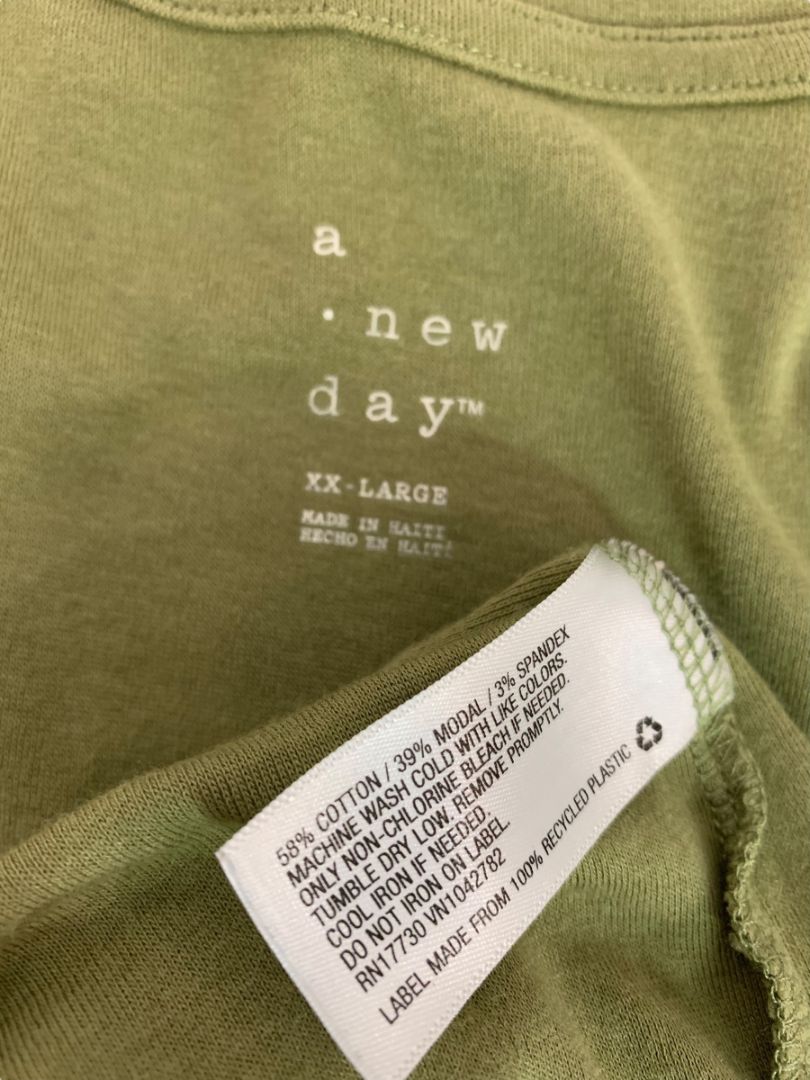 a
· new
day™
XX-LARGE
MADE IN HAITI
HECHO EN HAITÍ
58% COTTON / 39% MODAL / 3% SPANDEX
MACHINE WASH COLD WITH LIKE COLORS.
ONLY NON-CHLORINE BLEACH IF NEEDED.
TUMBLE DRY LOW. REMOVE PROMPTLY.
COOL IRON IF NEEDED.
DO NOT IRON ON LABEL
RN17730 VN1042782
LABEL MADE FROM 100% RECYCLED PLASTIC